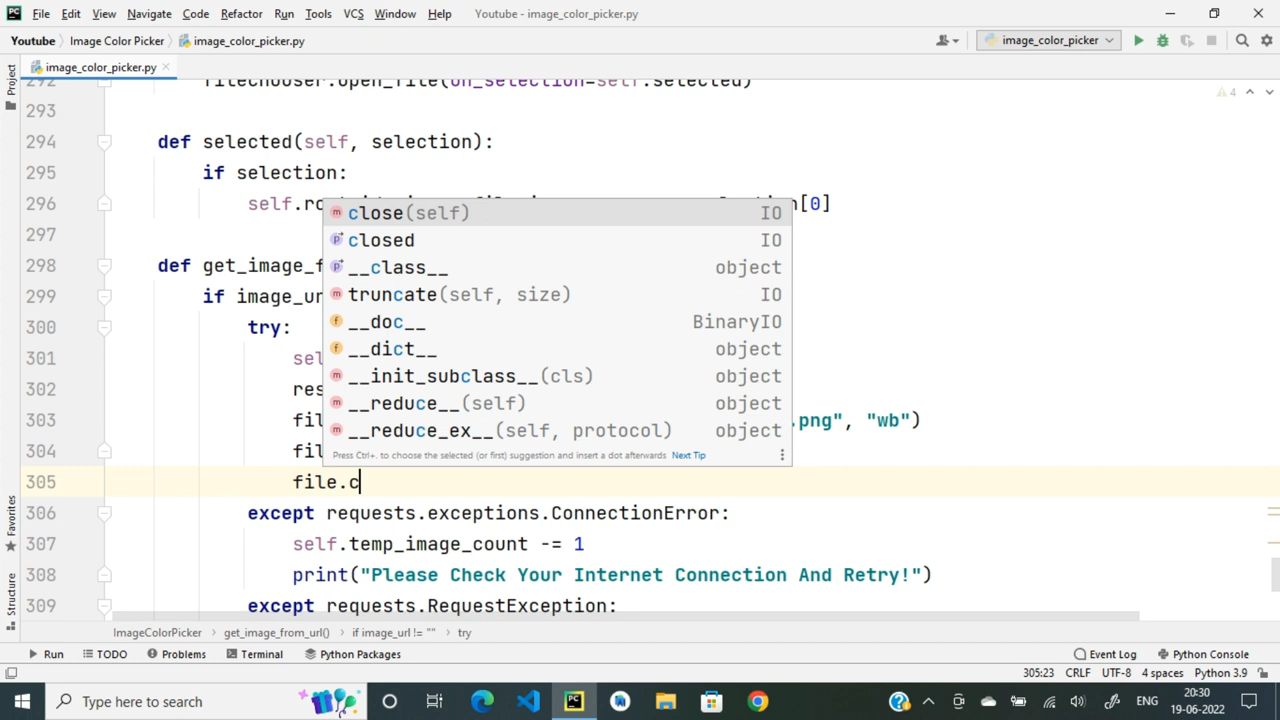 File Edit View Navigate Code Refactor Run Tools VCS Window Help Youtube - image_color_picker.py
Youtube Image Color Picker image_color_picker.py image_color_picker
Project image_color_picker.py
292 filechooser.open_file(on_selection=self.selected)
4
293
294 def selected(self, selection):
295 if selection:
296 self.ro [0]
close(self) IO
297
closed IO
298 def get_image_f
__class__ object
299 if image_ur
truncate(self, size) IO
300 try:
__doc__ BinaryIO
301 sel
__dict__ object
302 res
__init_subclass__(cls) object
303 fil .png", "wb")
__reduce__(self) object
__reduce_ex__(self, protocol) object
304 fil
Press Ctrl+. to choose the selected (or first) suggestion and insert a dot afterwards Next Tip
305 file.c
306 except requests.exceptions.ConnectionError:
307 self.temp_image_count -= 1
308 print("Please Check Your Internet Connection And Retry!")
309 except requests.RequestException:
Favorites
Structure
ImageColorPicker get_image_from_url() if image_url != "" try
Run TODO Problems Terminal Python Packages Event Log Python Console
305:23 CRLF UTF-8 4 spaces Python 3.9
Type here to search ENG 20:30
19-06-2022